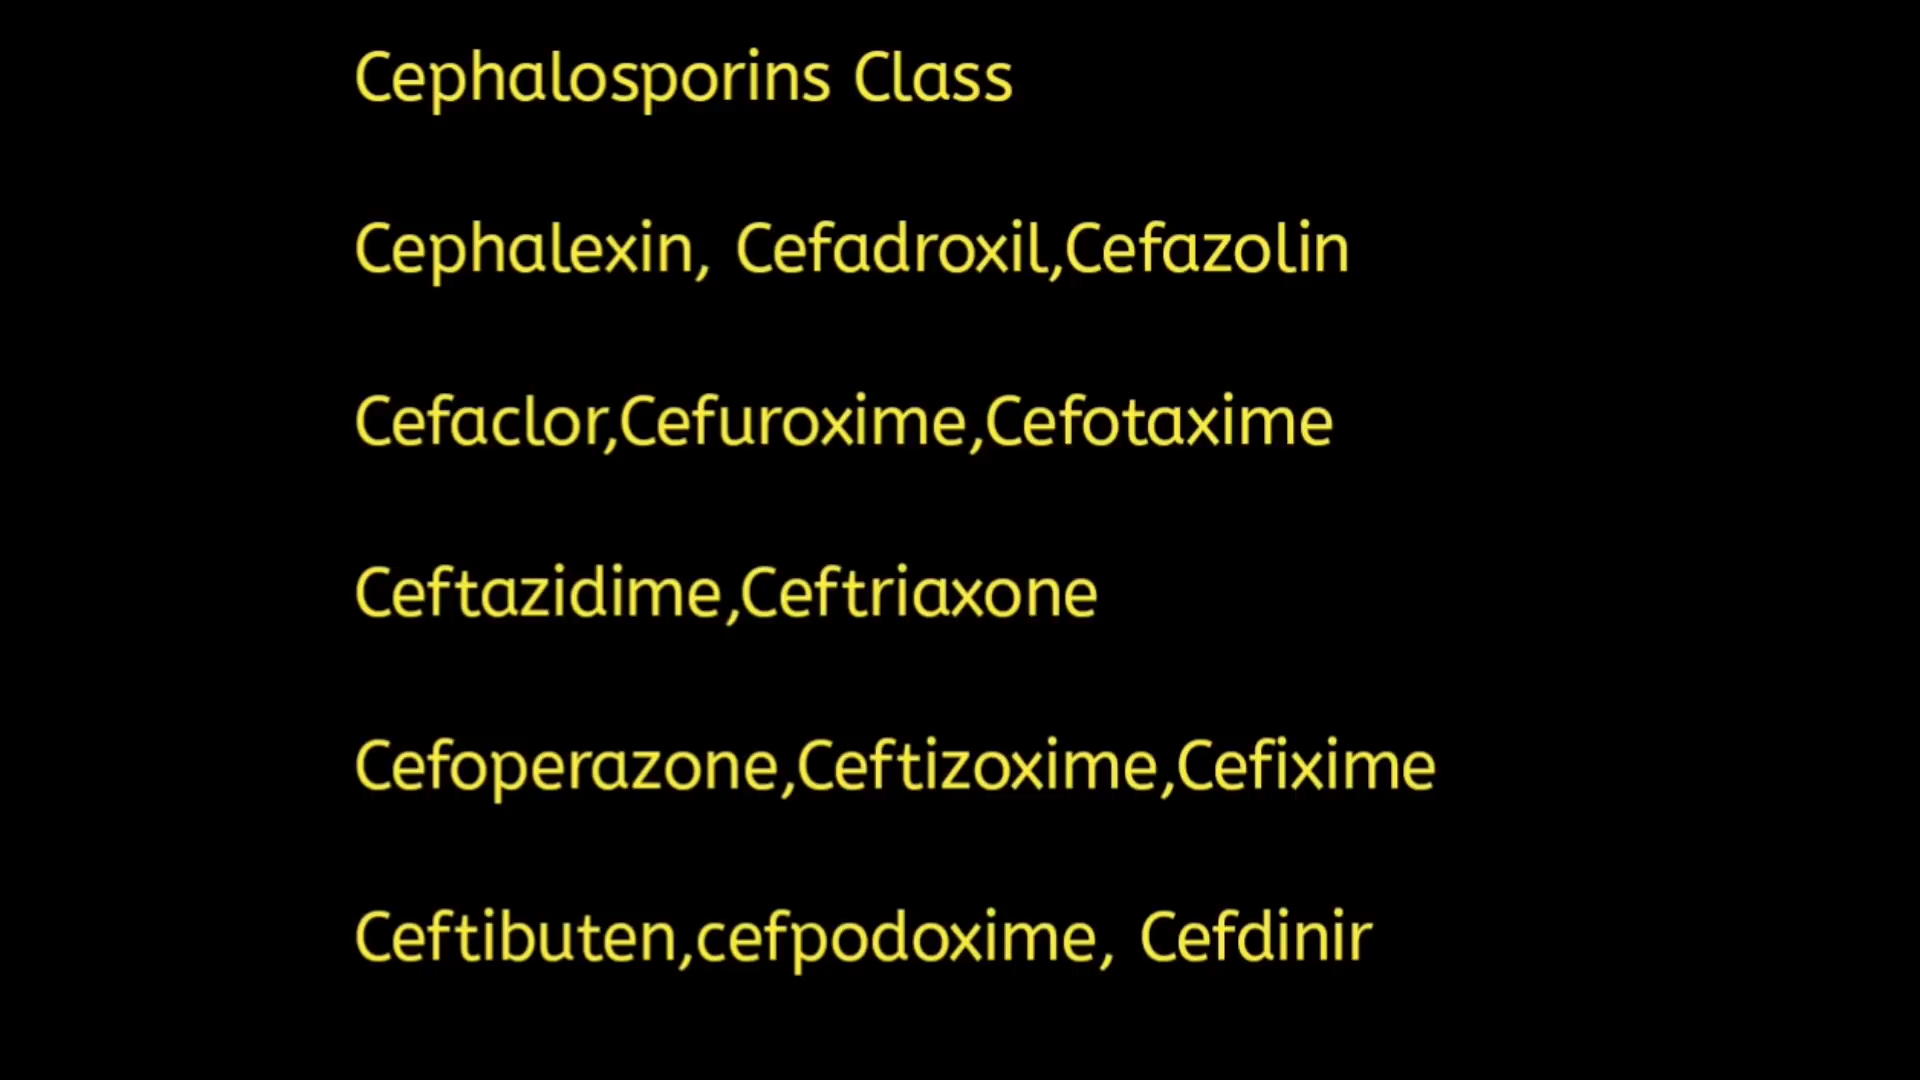 Cephalosporins Class
Cephalexin, Cefadroxil,Cefazolin
Cefaclor,Cefuroxime,Cefotaxime
Ceftazidime,Ceftriaxone
Cefoperazone,Ceftizoxime,Cefixime
Ceftibuten,cefpodoxime, Cefdinir